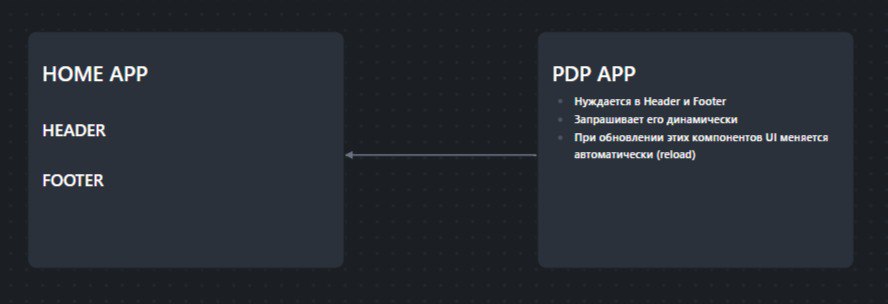 HOME APP
HEADER
FOOTER
PDP APP
Нуждается в Header и Footer
Запрашивает его динамически
При обновлении этих компонентов UI меняется
автоматически (reload)